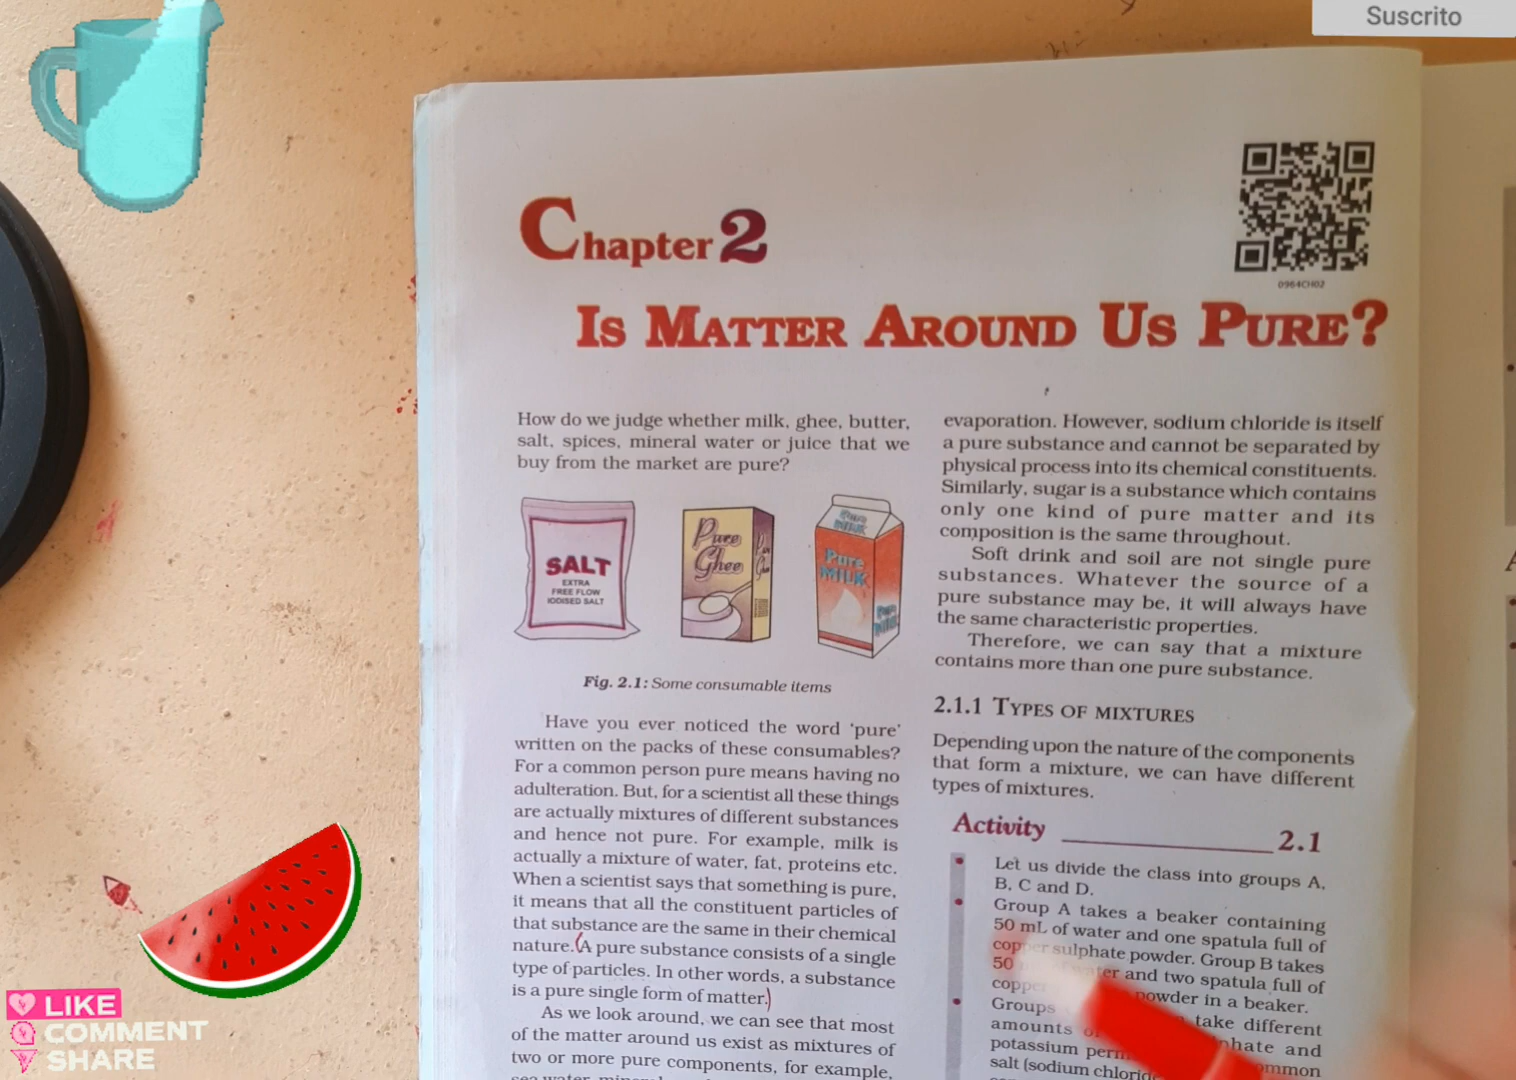 Suscrito
0964CH02
Chapter 2
IS MATTER AROUND US PURE?
How do we judge whether milk, ghee, butter,
salt, spices, mineral water or juice that we
buy from the market are pure?
SALT
EXTRA
FREE FLOW
IODISED SALT
Pure
Ghee
Pure
MILK
Pure
MILK
Fig. 2.1: Some consumable items
Have you ever noticed the word 'pure'
written on the packs of these consumables?
For a common person pure means having no
adulteration. But, for a scientist all these things
are actually mixtures of different substances
and hence not pure. For example, milk is
actually a mixture of water, fat, proteins etc.
When a scientist says that something is pure,
it means that all the constituent particles of
that substance are the same in their chemical
nature. (A pure substance consists of a single
type of particles. In other words, a substance
is a pure single form of matter.)
As we look around, we can see that most
of the matter around us exist as mixtures of
two or more pure components, for example,
sea water,
evaporation. However, sodium chloride is itself
a pure substance and cannot be separated by
physical process into its chemical constituents.
Similarly, sugar is a substance which contains
only one kind of pure matter and its
composition is the same throughout.
Soft drink and soil are not single pure
substances. Whatever the source of a
pure substance may be, it will always have
the same characteristic properties.
Therefore, we can say that a mixture
contains more than one pure substance.
2.1.1 TYPES OF MIXTURES
Depending upon the nature of the components
that form a mixture, we can have different
types of mixtures.
Activity 2.1
Let us divide the class into groups A,
B, C and D.
Group A takes a beaker containing
50 mL of water and one spatula full of
copper sulphate powder. Group B takes
50 and two spatula full of
powder in a beaker.
Groups take different
amounts and
potassium
salt (sodium
LIKE
COMMENT
SHARE